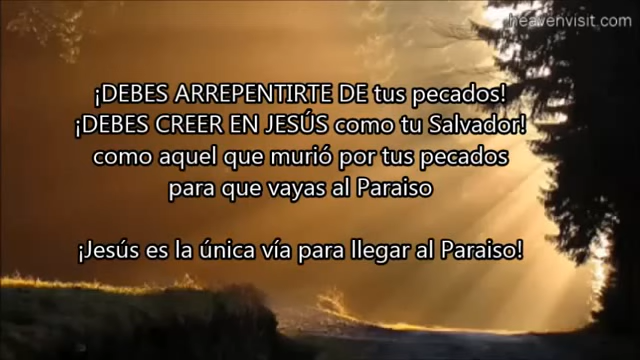 heavenvisit.com
¡DEBES ARREPENTIRTE DE tus pecados!
¡DEBES CREER EN JESÚS como tu Salvador!
como aquel que murió por tus pecados
para que vayas al Paraiso
¡Jesús es la única vía para llegar al Paraiso!